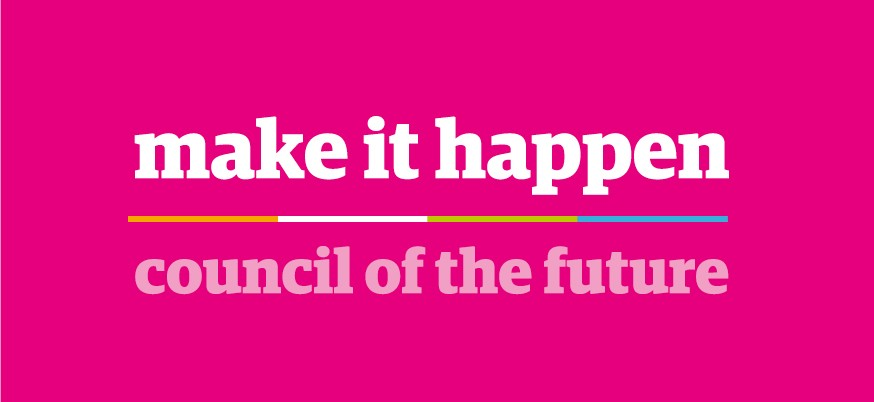 make it happen
council of the future